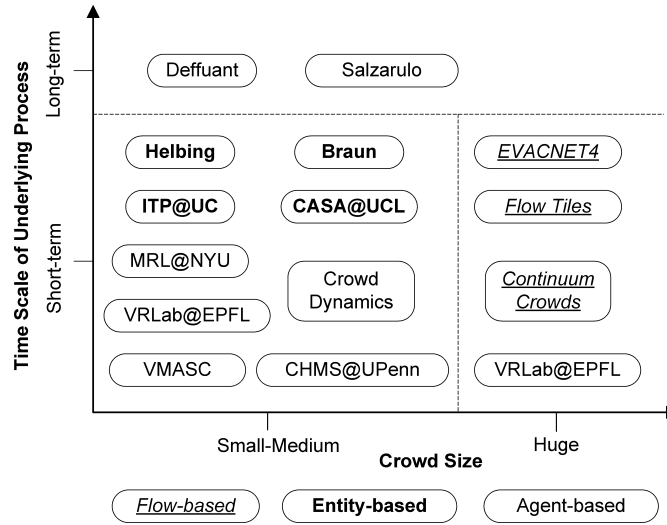 Time Scale of Underlying Process
Long-term
Short-term
Deffuant
Salzarulo
Helbing
Braun
EVACNET4
ITP@UC
CASA@UCL
Flow Tiles
MRL@NYU
Crowd
Dynamics
Continuum
Crowds
VRLab@EPFL
VMASC
CHMS@UPenn
VRLab@EPFL
Small-Medium
Huge
Crowd Size
Flow-based
Entity-based
Agent-based